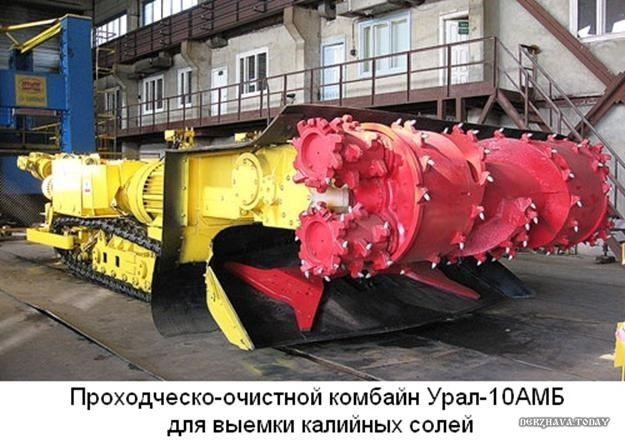 Проходческо-очистной комбайн Урал-10АМБ
для выемки калийных солей
DERZHAVA.TODAY